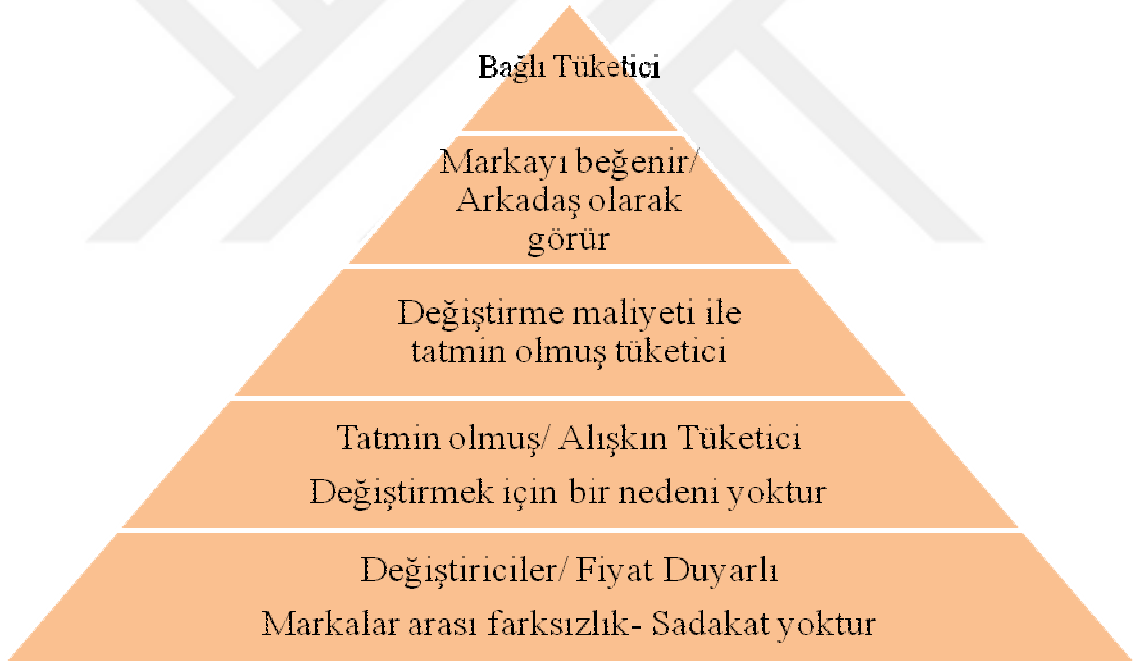 Bağlı Tüketici
Markayı beğenir/
Arkadaş olarak
görür
Değiştirme maliyeti ile
tatmin olmuş tüketici
Tatmin olmuş/ Alışkın Tüketici
Değiştirmek için bir nedeni yoktur
Değiştiriciler/ Fiyat Duyarlı
Markalar arası farksızlık- Sadakat yoktur